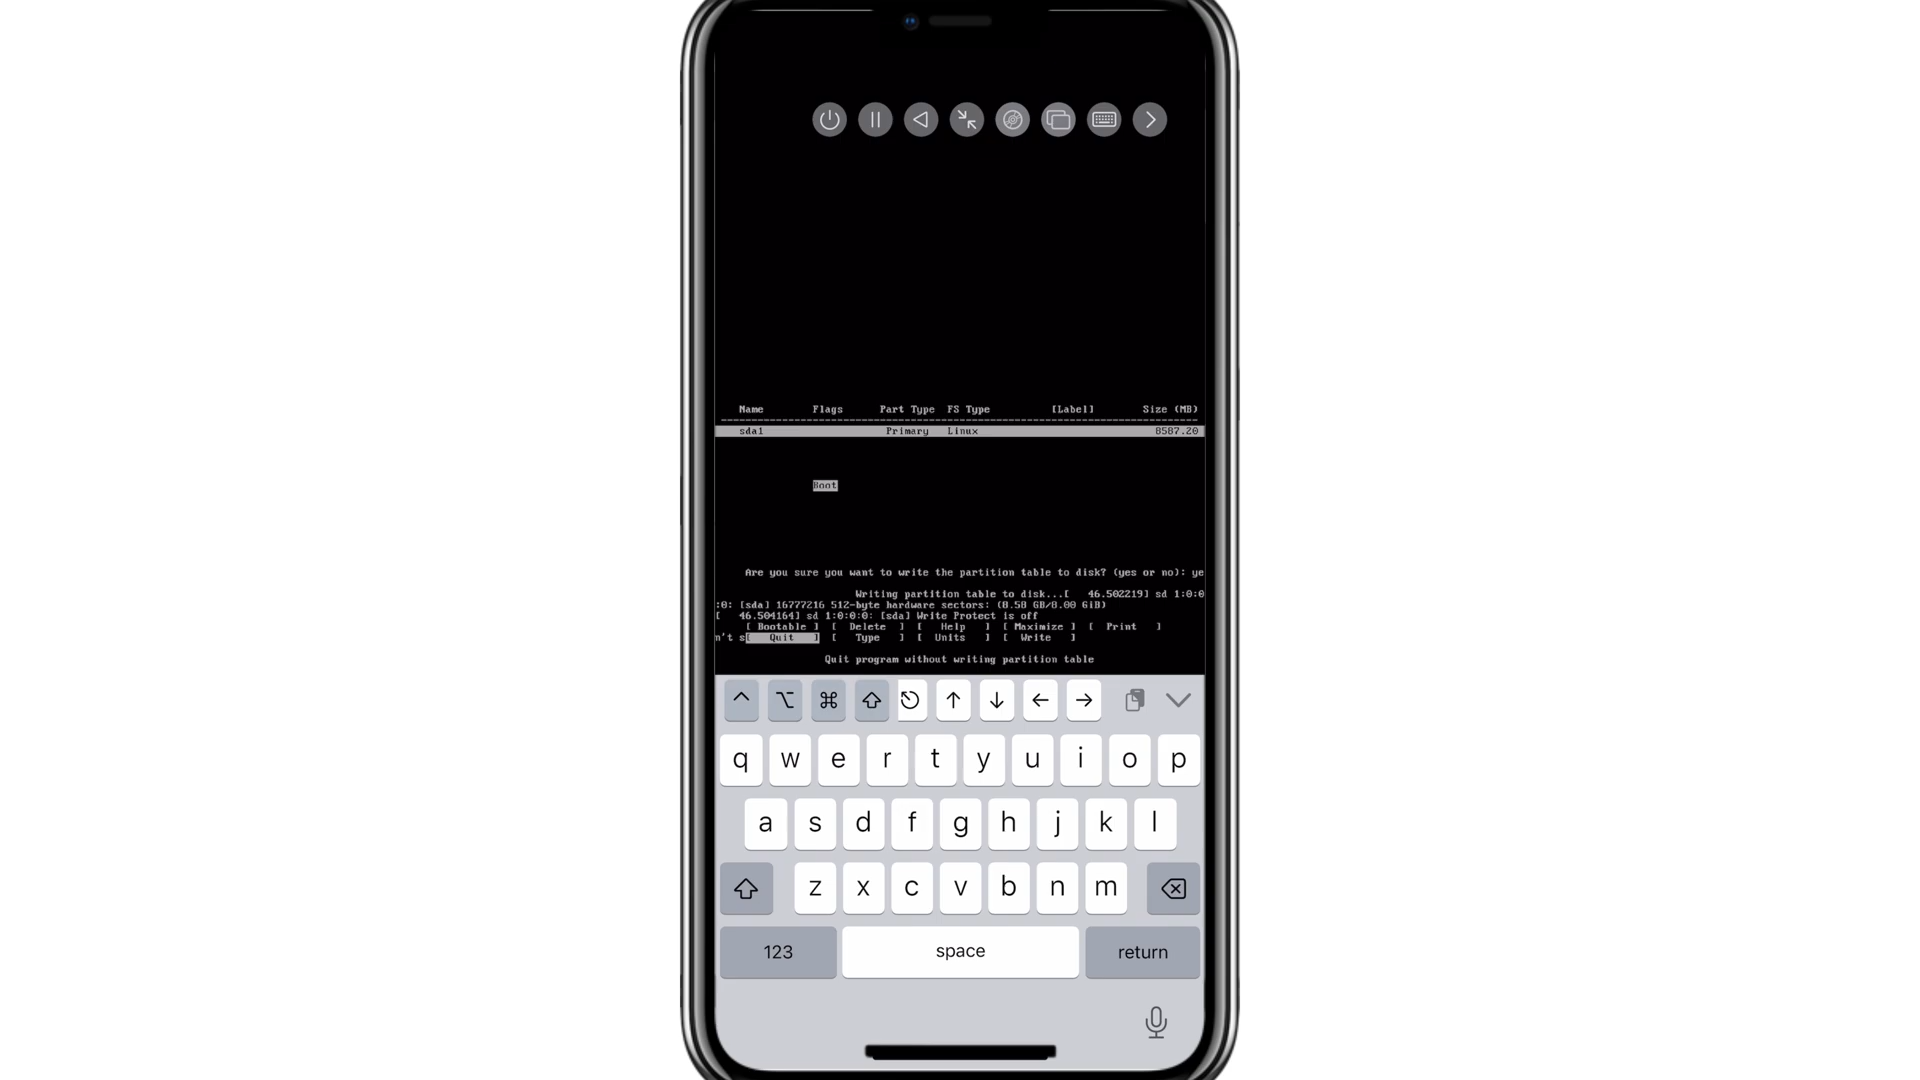 Name Flags Part Type FS Type [Label] Size (MB)
sda1 Primary Linux 8587.20
Boot
Are you sure you want to write the partition table to disk? (yes or no): ye
Writing partition table to disk...[ 46.502219] sd 1:0:0
:0: [sda] 16777216 512-byte hardware sectors: (8.58 GB/8.00 GiB)
[ 46.504164] sd 1:0:0:0: [sda] Write Protect is off
[ Bootable ] [ Delete ] [ Help ] [ Maximize ] [ Print ]
n't s[ Quit ] [ Type ] [ Units ] [ Write ]
Quit program without writing partition table
q w e r t y u i o p
a s d f g h j k l
z x c v b n m
123 space return